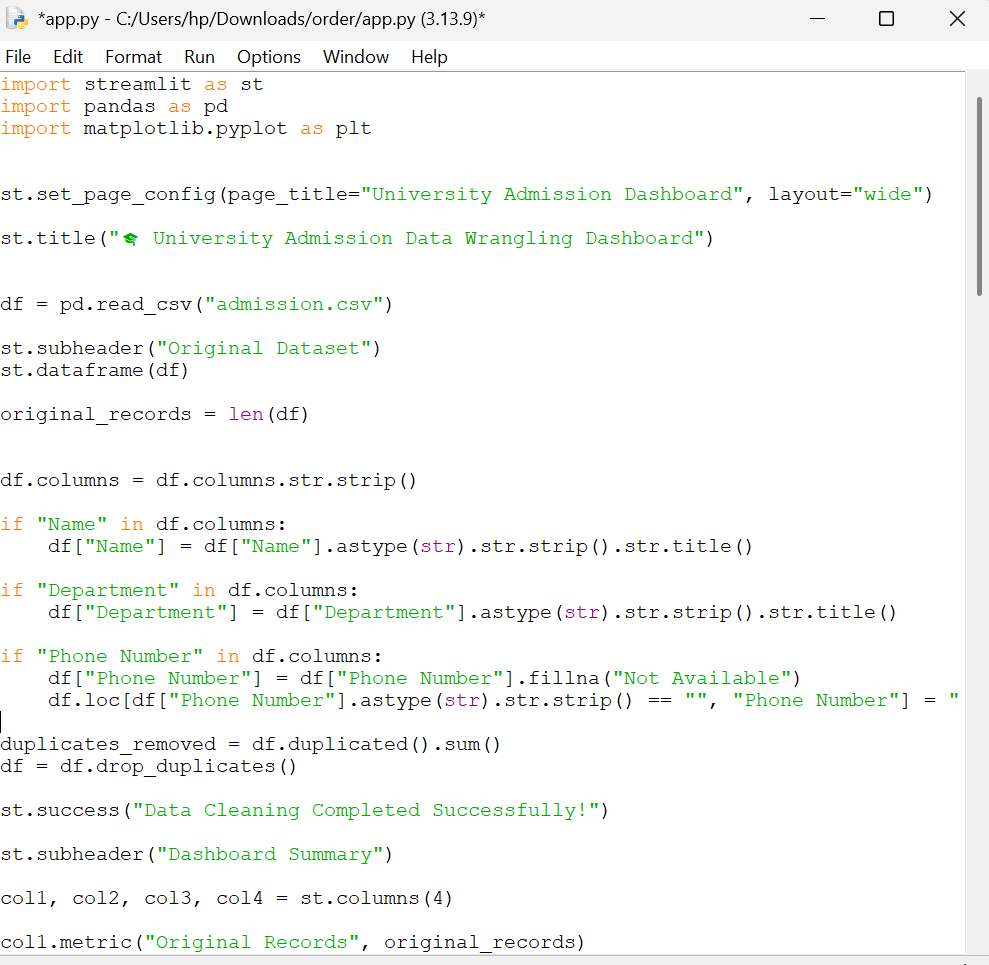 *app.py - C:/Users/hp/Downloads/order/app.py (3.13.9)*
File Edit Format Run Options Window Help
import streamlit as st
import pandas as pd
import matplotlib.pyplot as plt
st.set_page_config(page_title="University Admission Dashboard", layout="wide")
st.title("🎓 University Admission Data Wrangling Dashboard")
df = pd.read_csv("admission.csv")
st.subheader("Original Dataset")
st.dataframe(df)
original_records = len(df)
df.columns = df.columns.str.strip()
if "Name" in df.columns:
    df["Name"] = df["Name"].astype(str).str.strip().str.title()
if "Department" in df.columns:
    df["Department"] = df["Department"].astype(str).str.strip().str.title()
if "Phone Number" in df.columns:
    df["Phone Number"] = df["Phone Number"].fillna("Not Available")
    df.loc[df["Phone Number"].astype(str).str.strip() == "", "Phone Number"] = "
duplicates_removed = df.duplicated().sum()
df = df.drop_duplicates()
st.success("Data Cleaning Completed Successfully!")
st.subheader("Dashboard Summary")
col1, col2, col3, col4 = st.columns(4)
col1.metric("Original Records", original_records)